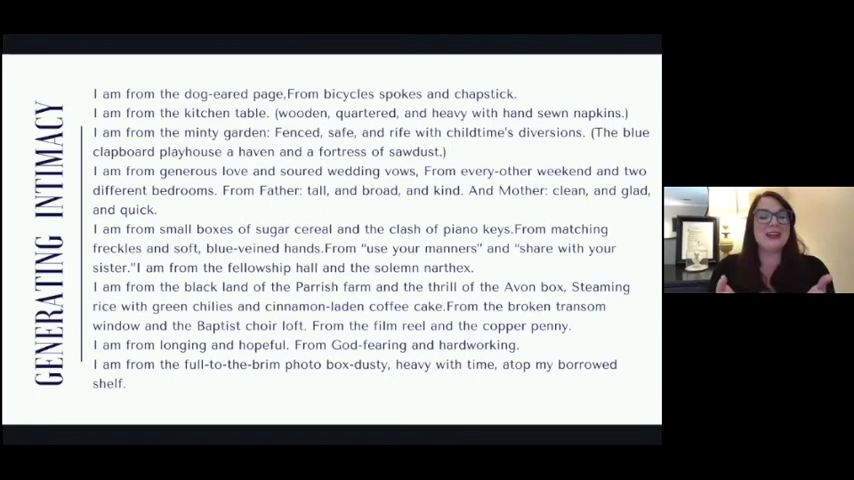 GENERATING INTIMACY
I am from the dog-eared page,From bicycles spokes and chapstick.
I am from the kitchen table. (wooden, quartered, and heavy with hand sewn napkins.)
I am from the minty garden: Fenced, safe, and rife with childtime's diversions. (The blue
clapboard playhouse a haven and a fortress of sawdust.)
I am from generous love and soured wedding vows, From every-other weekend and two
different bedrooms. From Father: tall, and broad, and kind. And Mother: clean, and glad,
and quick.
I am from small boxes of sugar cereal and the clash of piano keys.From matching
freckles and soft, blue-veined hands.From "use your manners" and "share with your
sister."I am from the fellowship hall and the solemn narthex.
I am from the black land of the Parrish farm and the thrill of the Avon box, Steaming
rice with green chilies and cinnamon-laden coffee cake.From the broken transom
window and the Baptist choir loft. From the film reel and the copper penny.
I am from longing and hopeful. From God-fearing and hardworking.
I am from the full-to-the-brim photo box-dusty, heavy with time, atop my borrowed
shelf.